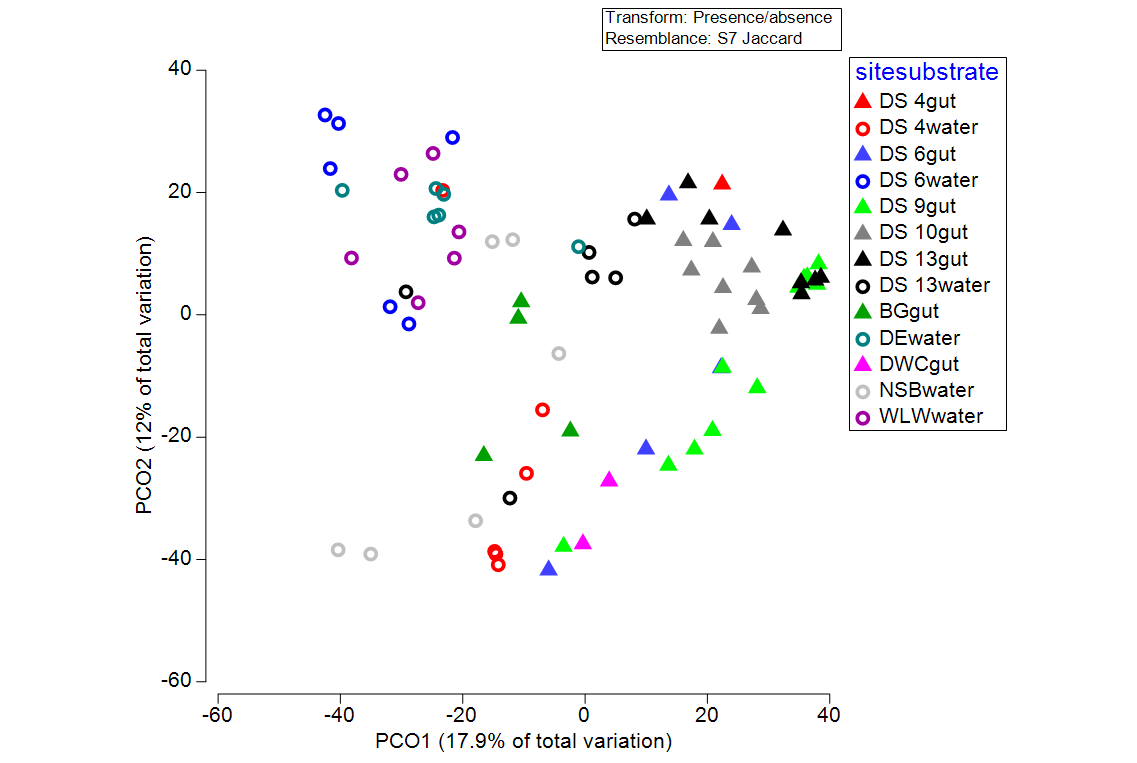 Transform: Presence/absence
Resemblance: S7 Jaccard
sitesubstrate
DS 4gut
DS 4water
DS 6gut
DS 6water
DS 9gut
DS 10gut
DS 13gut
DS 13water
BGgut
DEwater
DWCgut
NSBwater
WLWwater
40
20
0
-20
-40
-60
PCO2 (12% of total variation)
-60 -40 -20 0 20 40
PCO1 (17.9% of total variation)